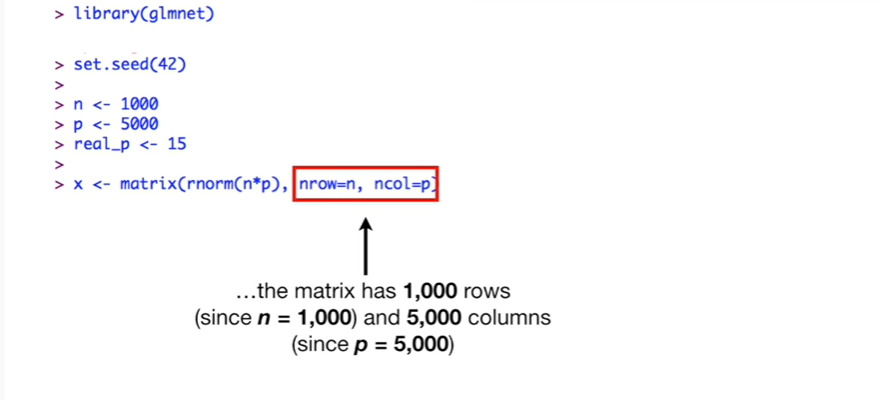 > library(glmnet)
> set.seed(42)
>
> n <- 1000
> p <- 5000
> real_p <- 15
>
> x <- matrix(rnorm(n*p), nrow=n, ncol=p)
…the matrix has 1,000 rows
(since n = 1,000) and 5,000 columns
(since p = 5,000)